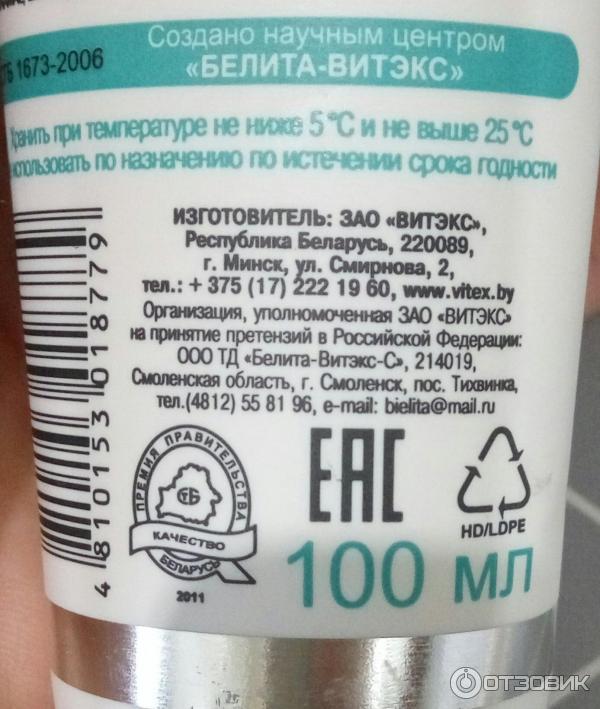 Создано научным центром
«БЕЛИТА-ВИТЭКС»
1673-2006
Хранить при температуре не ниже 5°С и не выше 25°С
использовать по назначению по истечении срока годности
ИЗГОТОВИТЕЛЬ: ЗАО «ВИТЭКС»,
Республика Беларусь, 220089,
г. Минск, ул. Смирнова, 2,
тел.: + 375 (17) 222 19 60, www.vitex.by
Организация, уполномоченная ЗАО «ВИТЭКС»
на принятие претензий в Российской Федерации:
ООО ТД «Белита-Витэкс-С», 214019,
Смоленская область, г. Смоленск, пос. Тихвинка,
тел.(4812) 55 81 96, e-mail: bielita@mail.ru
4 810153 018779
ПРЕМИЯ ПРАВИТЕЛЬСТВА
СТБ
КАЧЕСТВО
БЕЛАРУСЬ
2011
ЕАС
HD/LDPE
100 МЛ
ОТЗОВИК